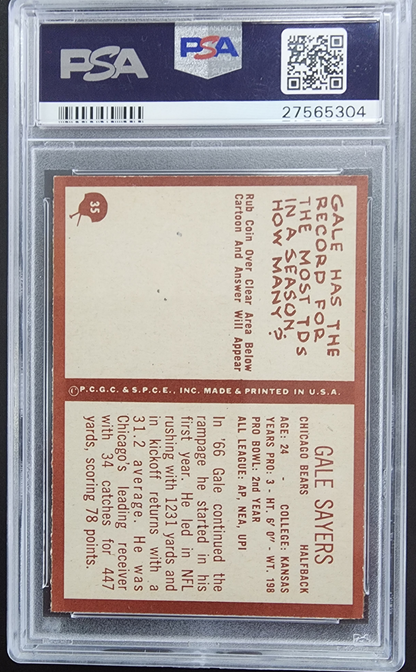 PSA
PSA
27565304
35
GALE HAS THE
RECORD FOR
THE MOST TDS
IN A SEASON.
HOW MANY?
Rub Coin Over Clear Area Below
Cartoon And Answer Will Appear
©P.C.G.C. & S.P.C.E., INC. MADE & PRINTED IN U.S.A.
GALE SAYERS
CHICAGO BEARS HALFBACK
AGE: 24 - COLLEGE: KANSAS
YEARS PRO: 3 - HT. 6' 0" - WT. 198
PRO BOWL: 2nd YEAR
ALL LEAGUE: AP, NEA, UPI
In '66 Gale continued the
rampage he started in his
first year. He led in NFL
rushing with 1231 yards and
in kickoff returns with a
31.2 average. He was
Chicago's leading receiver
with 34 catches for 447
yards, scoring 78 points.